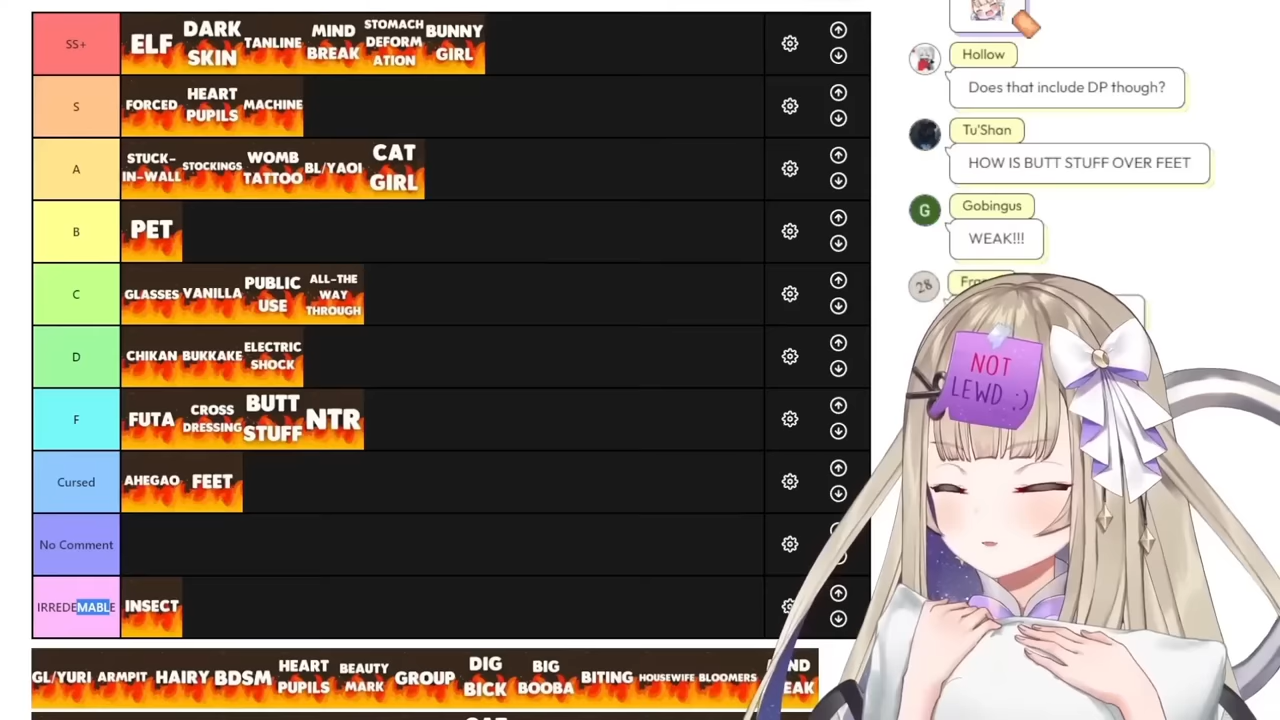 SS+
ELF
DARK
SKIN
TANLINE
MIND
BREAK
STOMACH
DEFORM
ATION
BUNNY
GIRL
S
FORCED
HEART
PUPILS
MACHINE
A
STUCK-
IN-WALL
STOCKINGS
WOMB
TATTOO
BL/YAOI
CAT
GIRL
B
PET
C
GLASSES
VANILLA
PUBLIC
USE
ALL-THE
WAY
THROUGH
D
CHIKAN
BUKKAKE
ELECTRIC
SHOCK
F
FUTA
CROSS
DRESSING
BUTT
STUFF
NTR
Cursed
AHEGAO
FEET
No Comment
IRREDEMABLE
INSECT
GL/YURI
ARMPIT
HAIRY
BDSM
HEART
PUPILS
BEAUTY
MARK
GROUP
DIG
BICK
BIG
BOOBA
BITING
HOUSEWIFE
BLOOMERS
Hollow
Does that include DP though?
Tu'Shan
HOW IS BUTT STUFF OVER FEET
G
Gobingus
WEAK!!!
28
NOT
LEWD :)